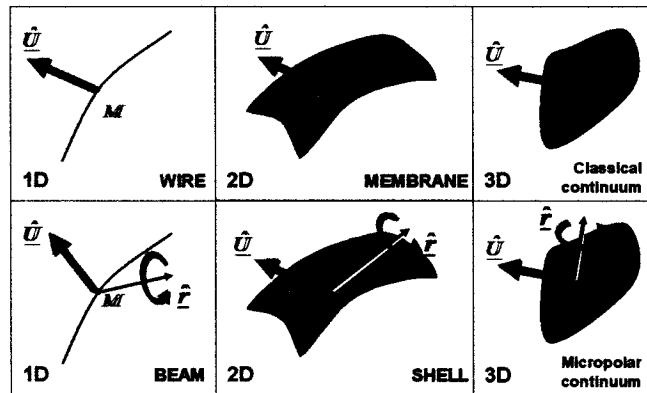 Û
M
1D WIRE
Û
2D MEMBRANE
Û
3D Classical
continuum
Û
M
r̂
1D BEAM
Û
r̂
2D SHELL
r̂
Û
3D Micropolar
continuum